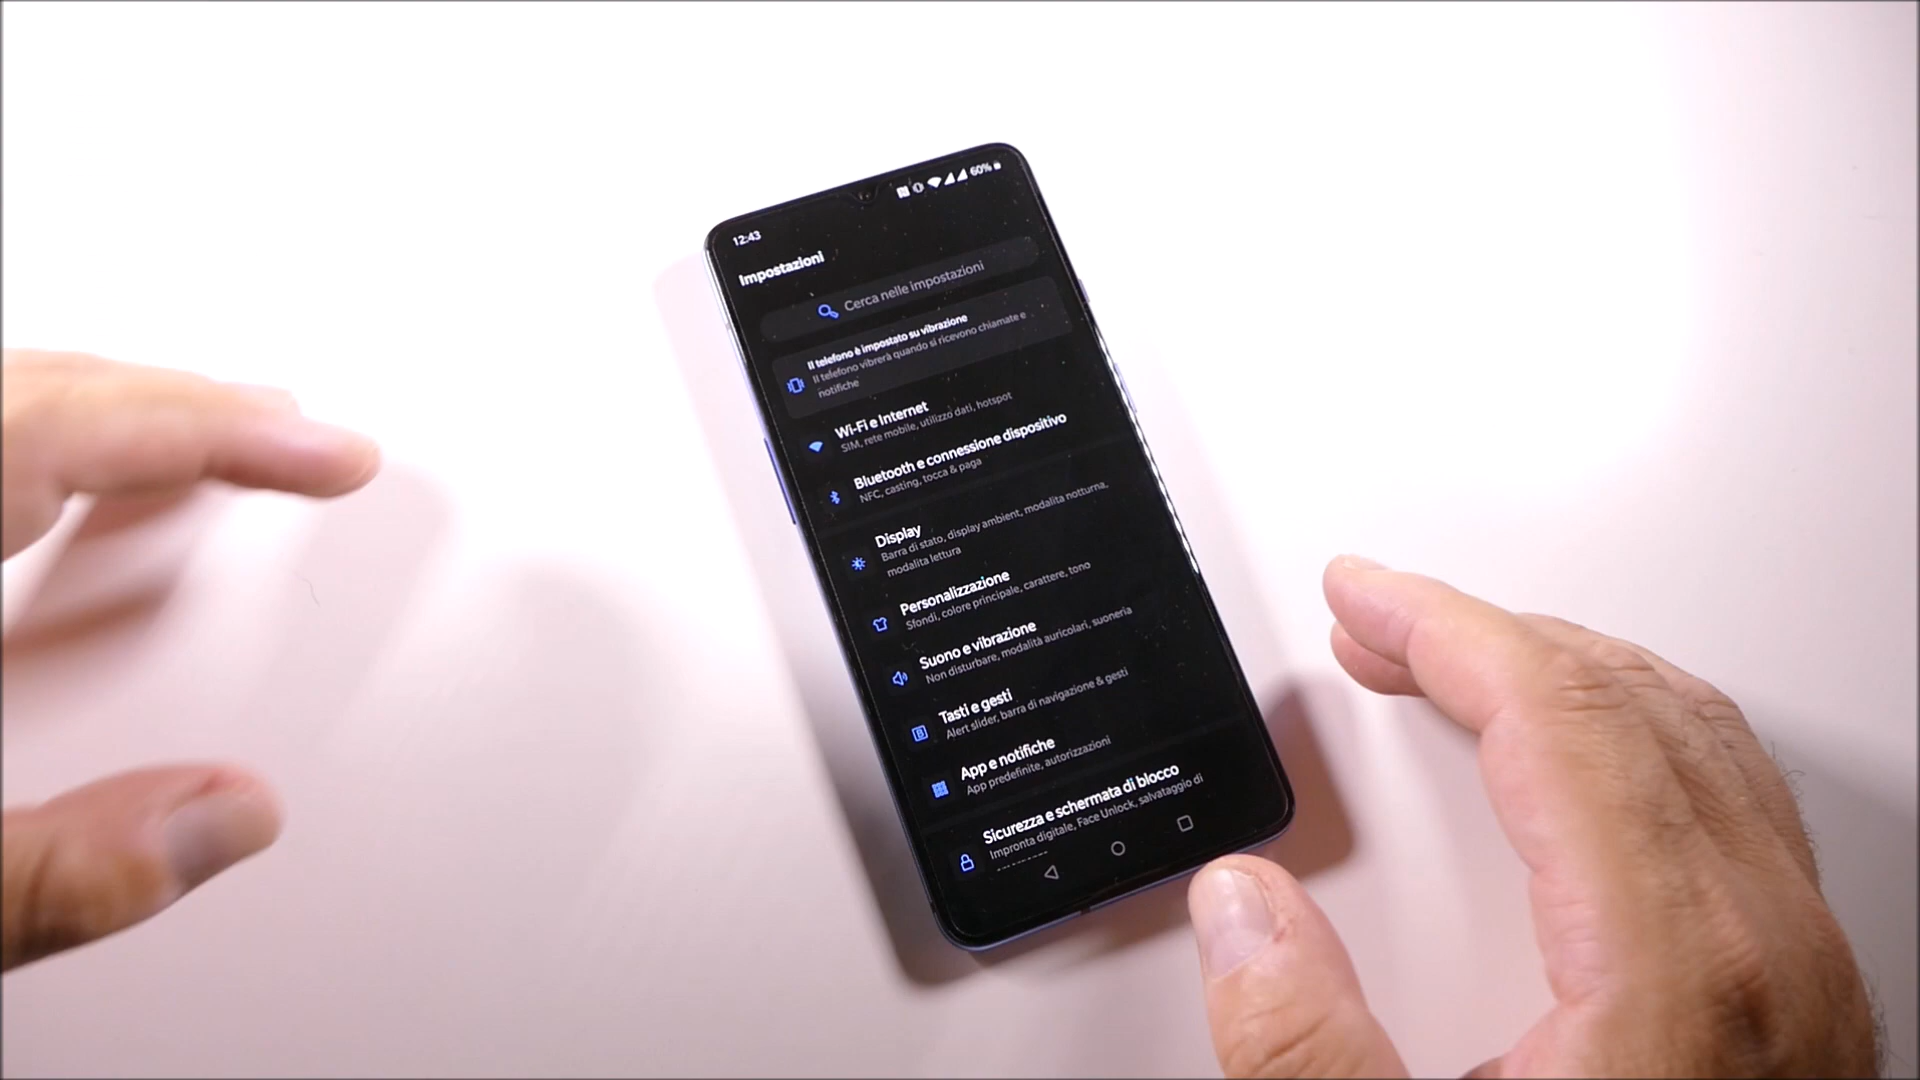 60%
12:43
Impostazioni
Cerca nelle impostazioni
Il telefono è impostato su vibrazione
Il telefono vibrerà quando si ricevono chiamate e
notifiche
Wi-Fi e Internet
SIM, rete mobile, utilizzo dati, hotspot
Bluetooth e connessione dispositivo
NFC, casting, tocca & paga
Display
Barra di stato, display ambient, modalita notturna,
modalita lettura
Personalizzazione
Sfondi, colore principale, carattere, tono
Suono e vibrazione
Non disturbare, modalità auricolari, suoneria
Tasti e gesti
Alert slider, barra di navigazione & gesti
App e notifiche
App predefinite, autorizzazioni
Sicurezza e schermata di blocco
Impronta digitale, Face Unlock, salvataggio di